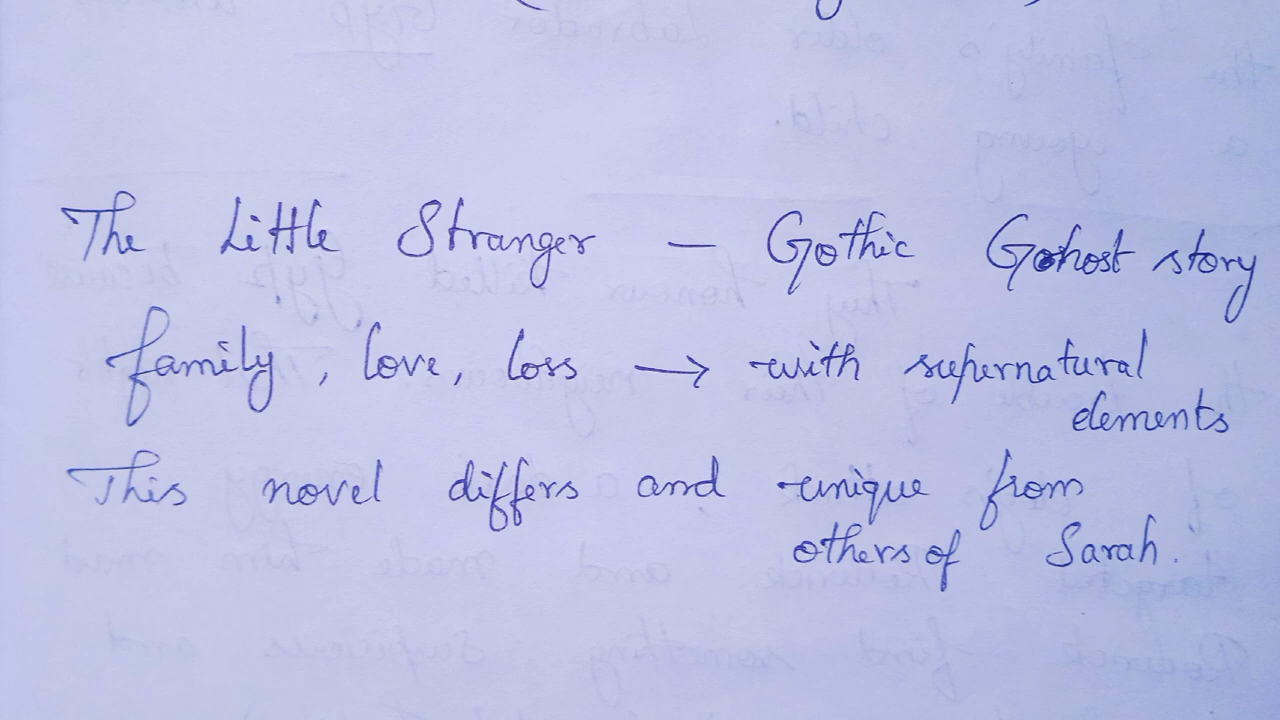 The Little Stranger — Gothic Gohost story
family, love, loss → with supernatural
elements
This novel differs and unique from
others of Sarah.